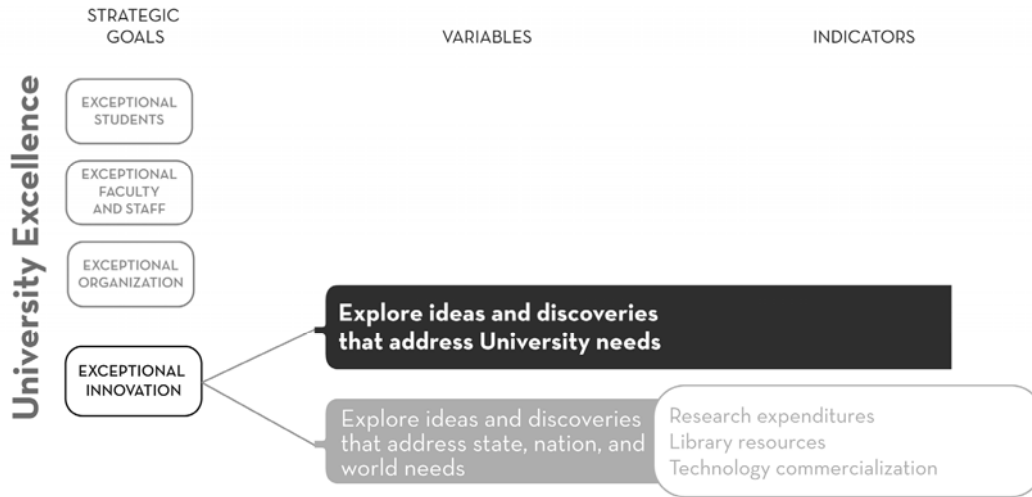 STRATEGIC
GOALS
VARIABLES
INDICATORS
University Excellence
EXCEPTIONAL
STUDENTS
EXCEPTIONAL
FACULTY
AND STAFF
EXCEPTIONAL
ORGANIZATION
EXCEPTIONAL
INNOVATION
Explore ideas and discoveries
that address University needs
Explore ideas and discoveries
that address state, nation, and
world needs
Research expenditures
Library resources
Technology commercialization